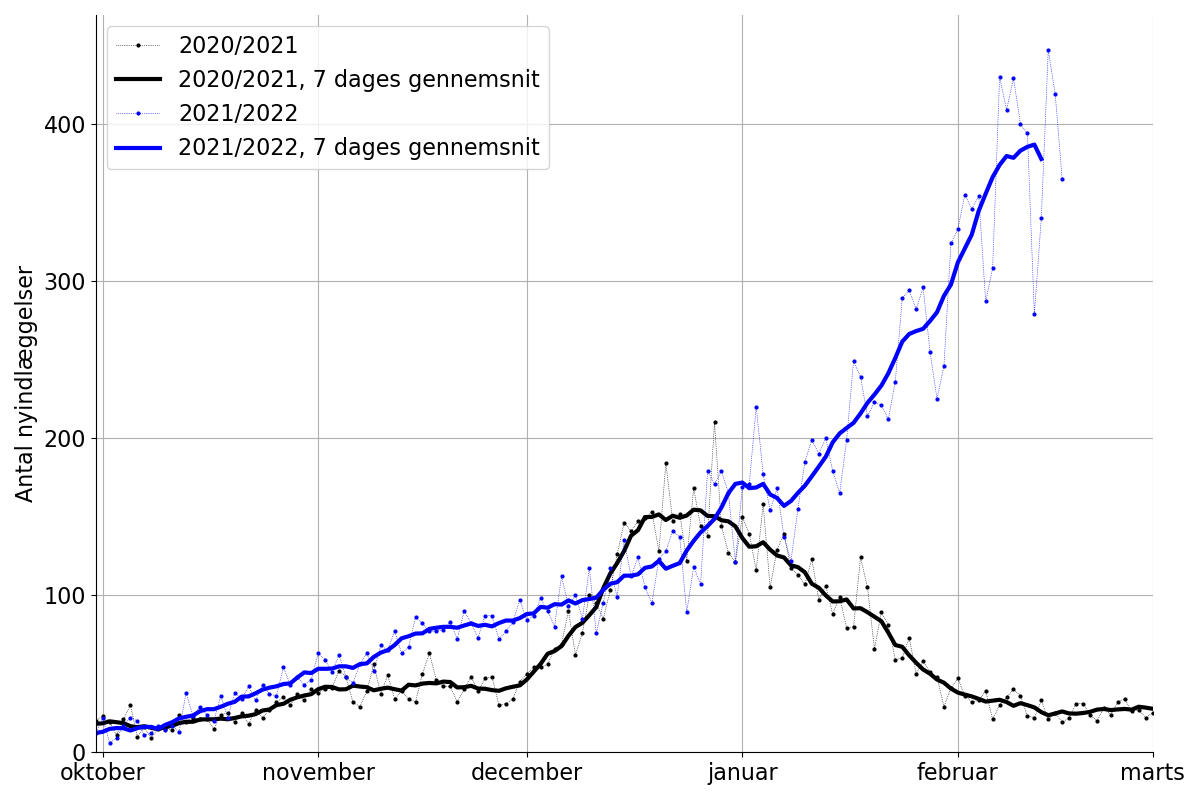 2020/2021
2020/2021, 7 dages gennemsnit
2021/2022
2021/2022, 7 dages gennemsnit
Antal nyindlæggelser
400
300
200
100
0
oktober november december januar februar marts